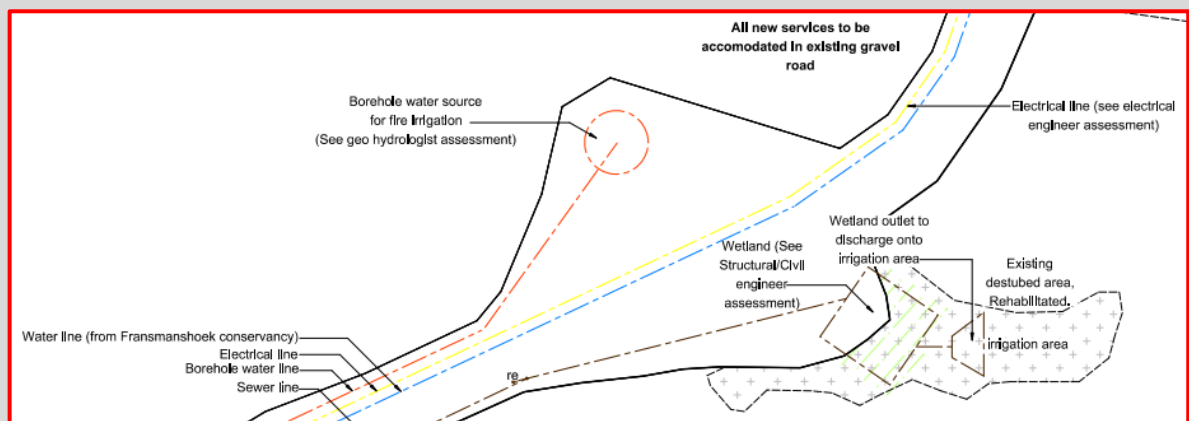 All new services to be
accomodated in existing gravel
road
Borehole water source
for fire irrigation
(See geo hydrologist assessment)
Electrical line (see electrical
engineer assessment)
Wetland outlet to
discharge onto
irrigation area
Wetland (See
Structural/Civil
engineer
assessment)
Existing
destubed area,
Rehabilitated.
irrigation area
Water line (from Fransmanshoek conservancy)
Electrical line
Borehole water line
Sewer line
re